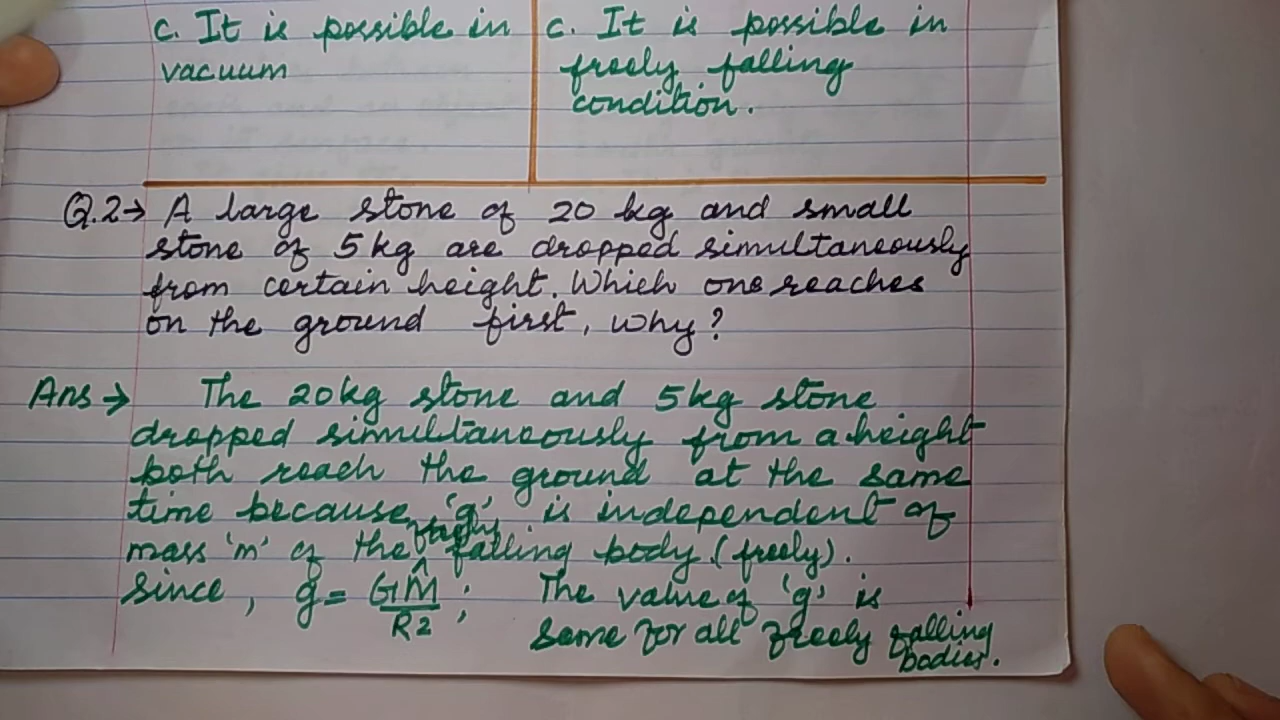 c. It is possible in
vacuum
c. It is possible in
freely falling
condition.
Q.2→ A large stone of 20 kg and small
stone of 5 kg are dropped simultaneously
from certain height. Which one reaches
on the ground first, why?
Ans → The 20kg stone and 5kg stone
dropped simultaneously from a height
both reach the ground at the same
time because 'g' is independent of
mass 'm' of the freely falling body (freely).
since, g = GM/R2 ; The value of 'g' is
same for all freely falling
bodies.